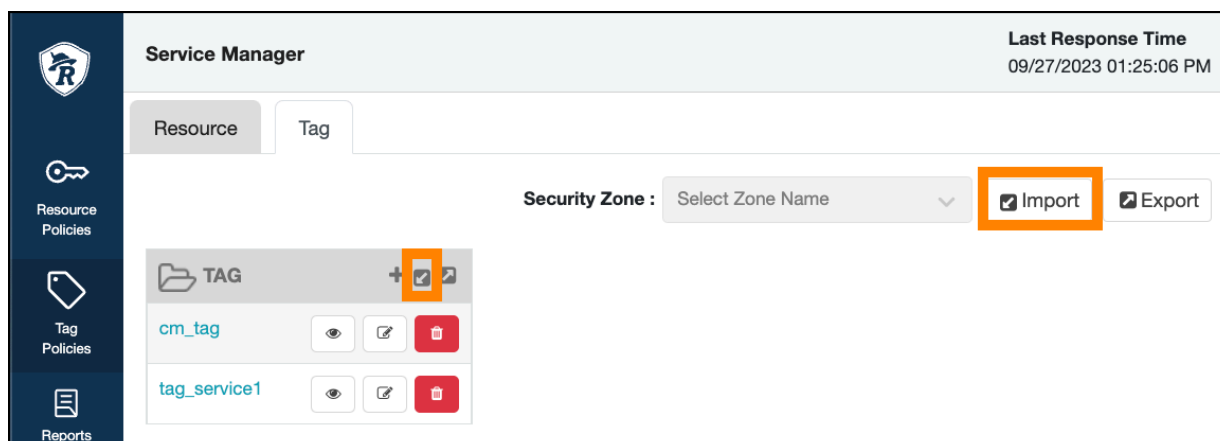 Service Manager
Last Response Time
09/27/2023 01:25:06 PM
Resource
Tag
Security Zone :
Select Zone Name
Import
Export
Resource
Policies
TAG
cm_tag
Tag
Policies
tag_service1
Reports
R